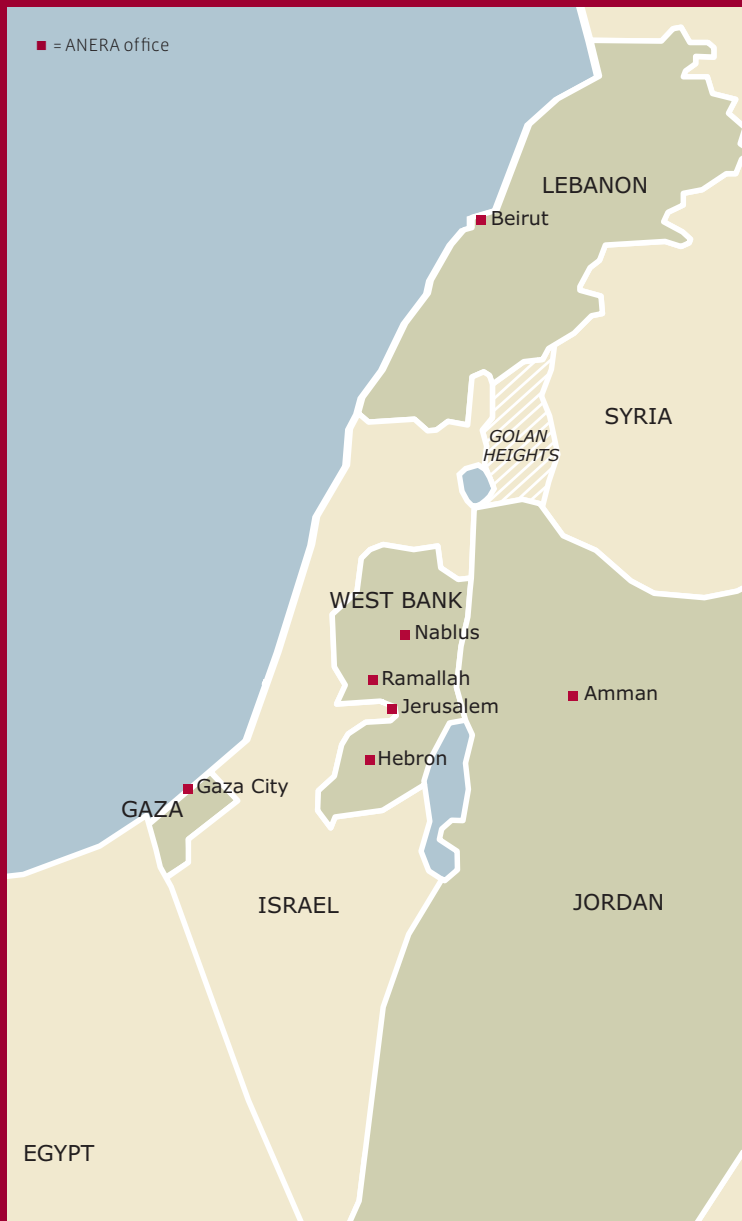 = ANERA office
LEBANON
Beirut
SYRIA
GOLAN
HEIGHTS
WEST BANK
Nablus
Ramallah
Amman
Jerusalem
Hebron
Gaza City
GAZA
ISRAEL
JORDAN
EGYPT